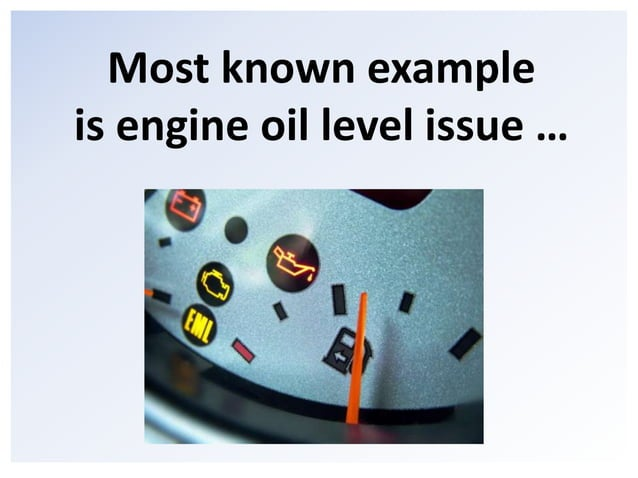 Most known example
is engine oil level issue …
EML